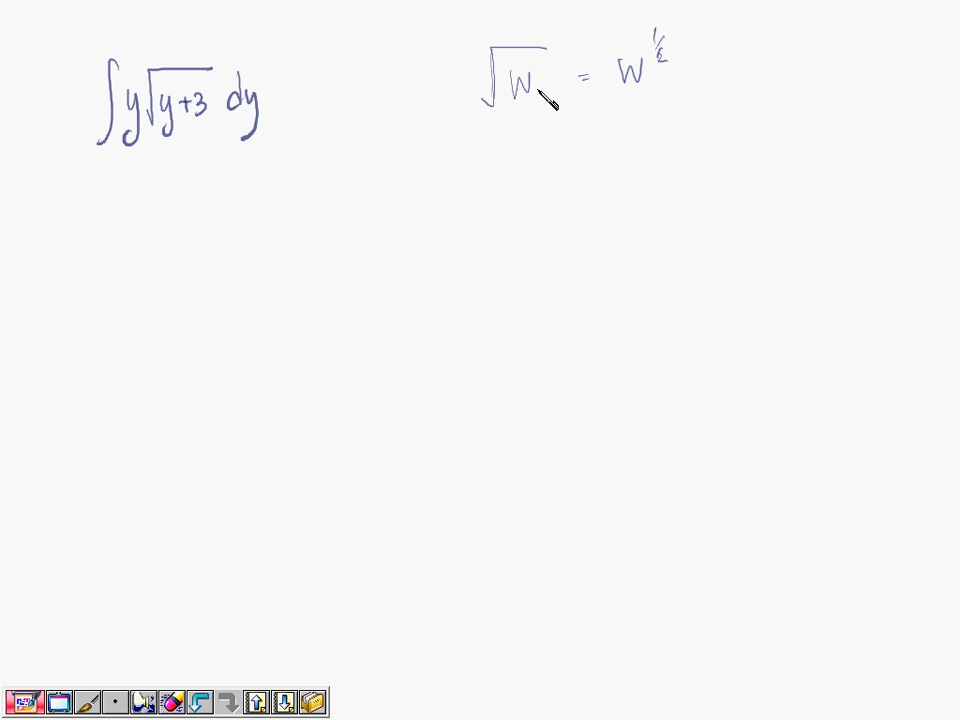 ∫ y√(y+3) dy
√W = W^(1/2)